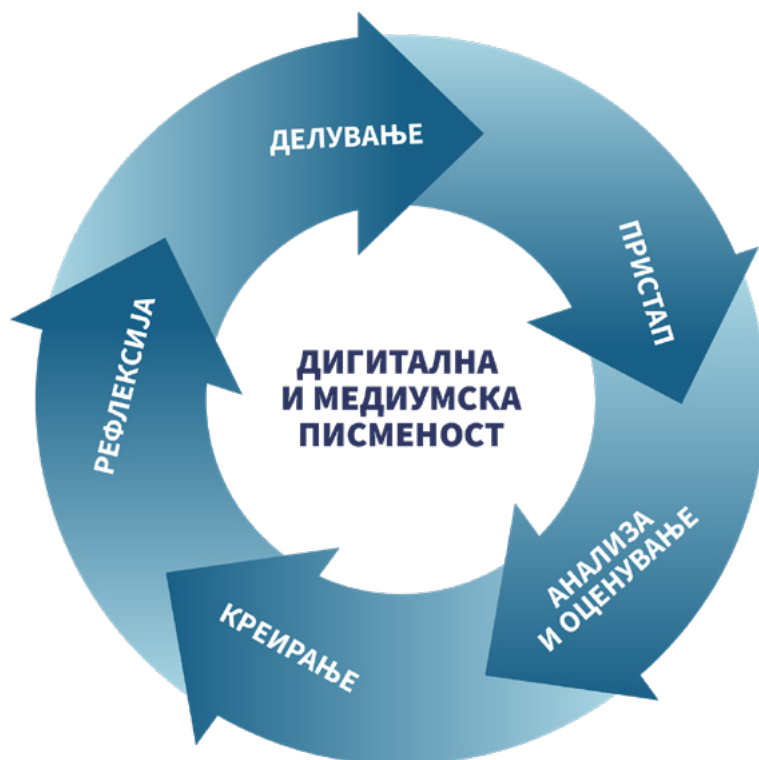 ДЕЛУВАЊЕ
ПРИСТАП
АНАЛИЗА
И ОЦЕНУВАЊЕ
КРЕИРАЊЕ
РЕФЛЕКСИЈА
ДИГИТАЛНА
И МЕДИУМСКА
ПИСМЕНОСТ